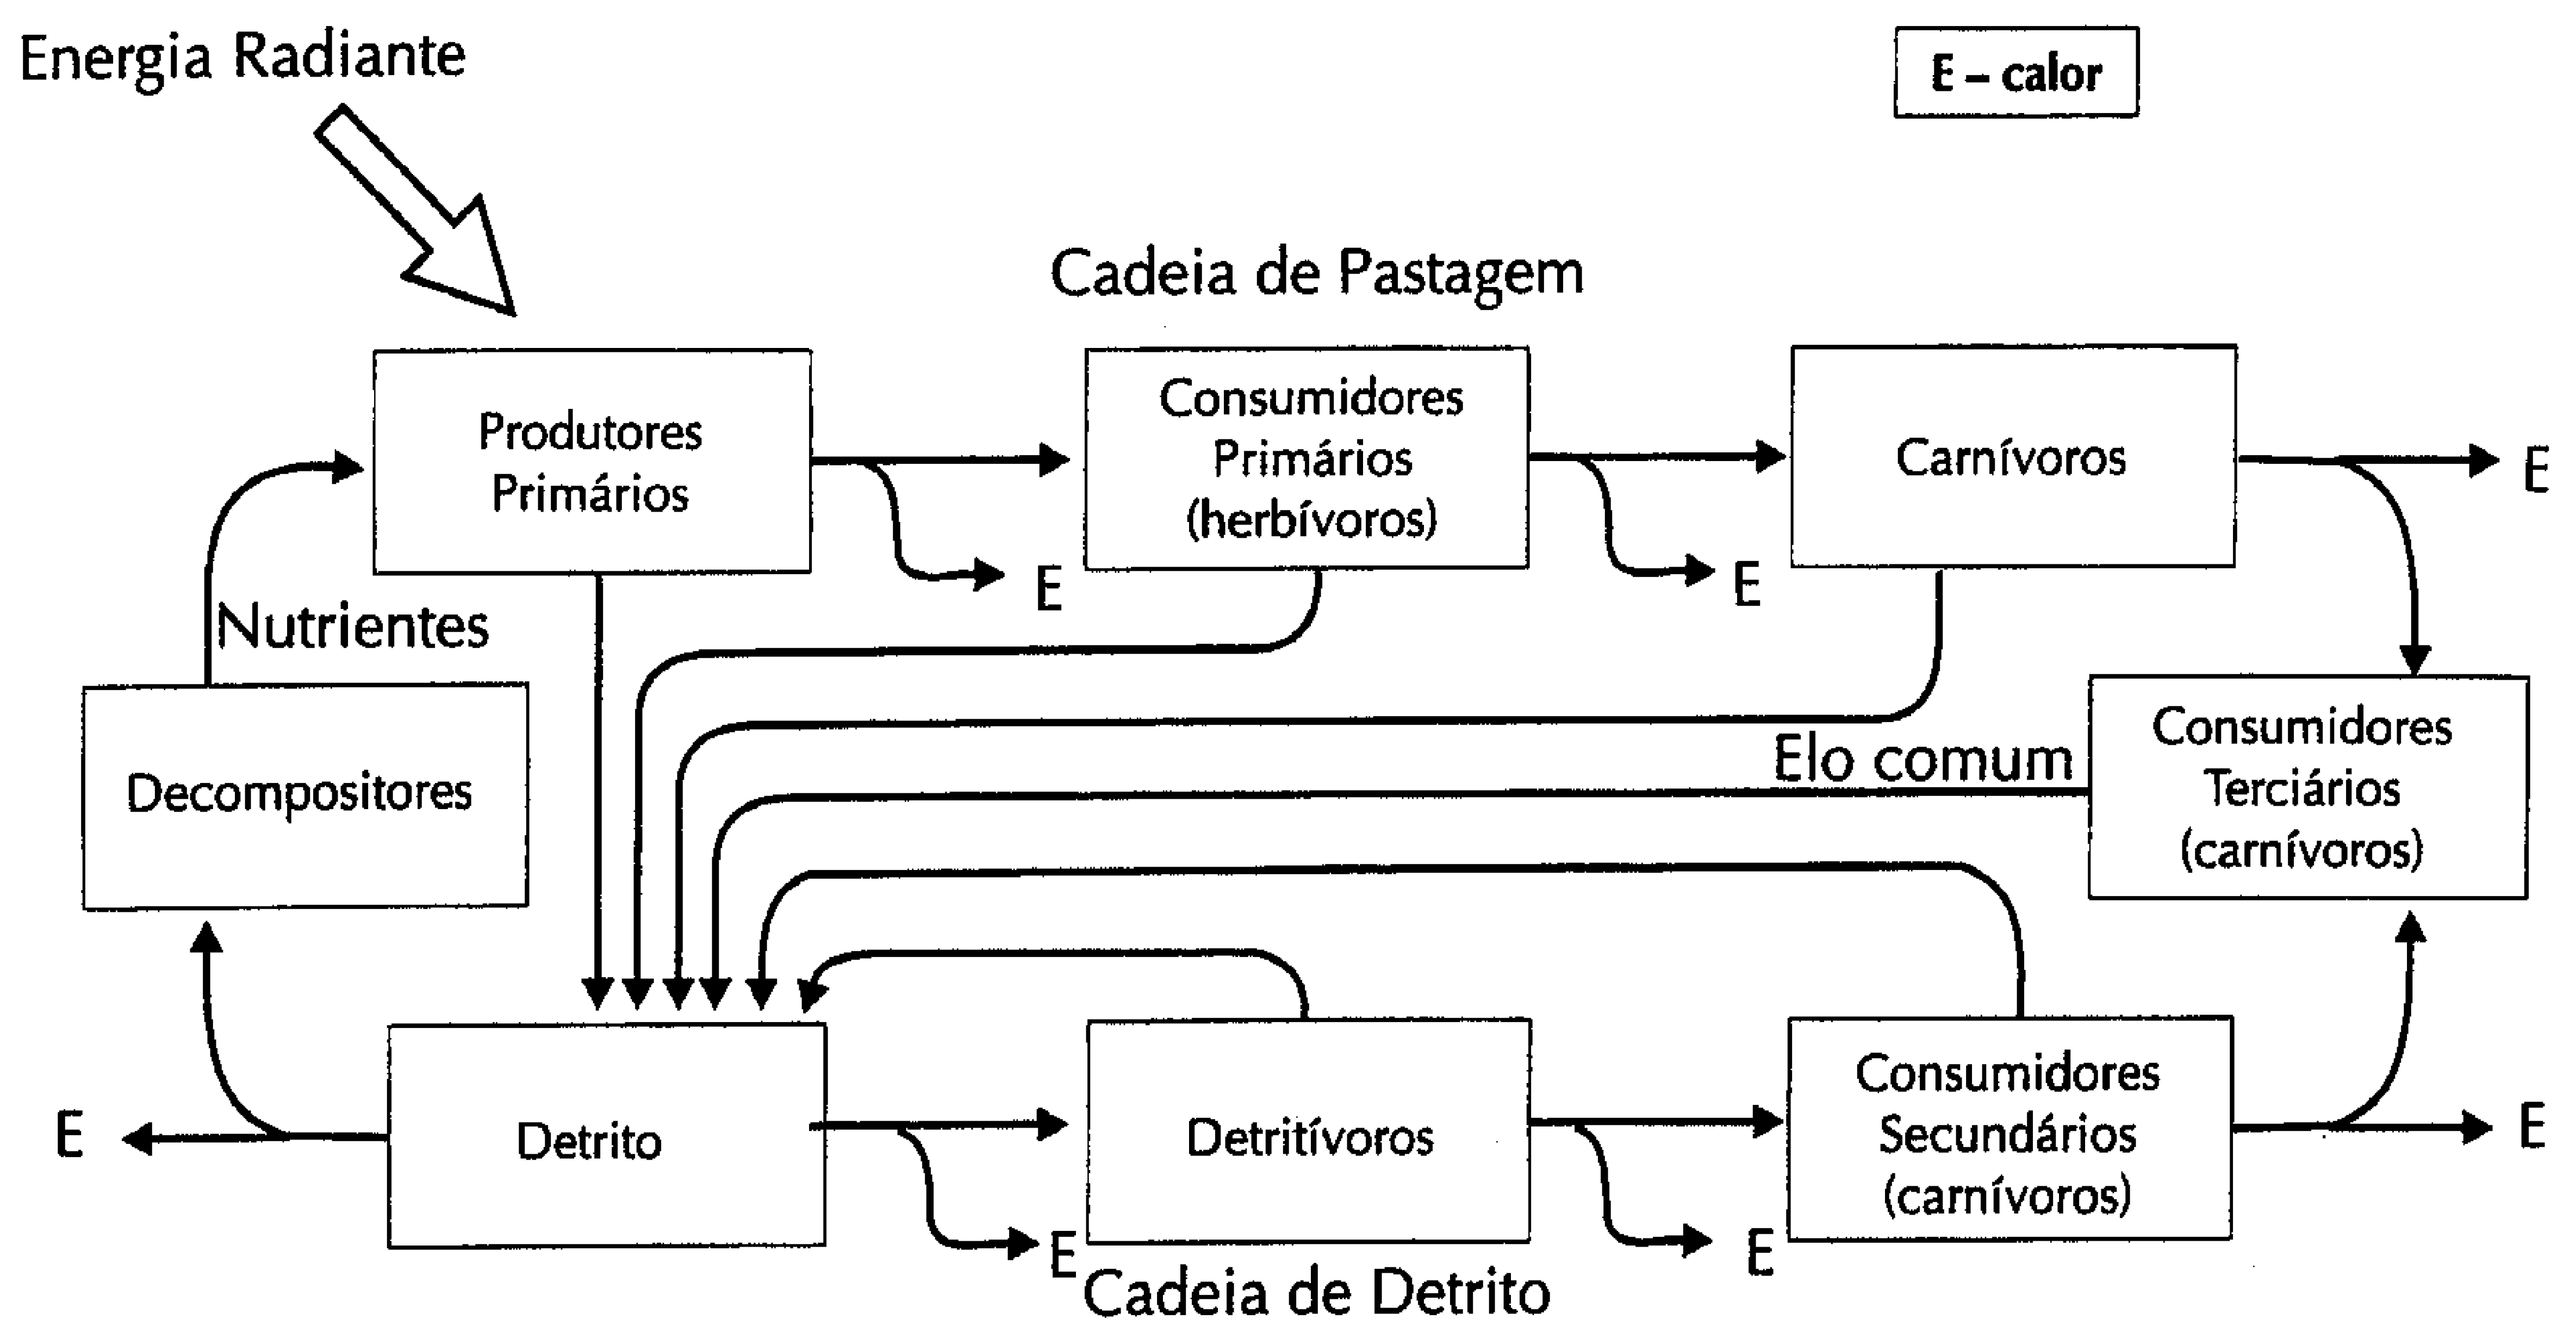 Energia Radiante
E – calor
Cadeia de Pastagem
Produtores
Primários
Consumidores
Primários
(herbívoros)
Carnívoros
E
E
E
Nutrientes
Decompositores
Elo comum
Consumidores
Terciários
(carnívoros)
E
Detrito
Detritívoros
Consumidores
Secundários
(carnívoros)
E
E
E
Cadeia de Detrito